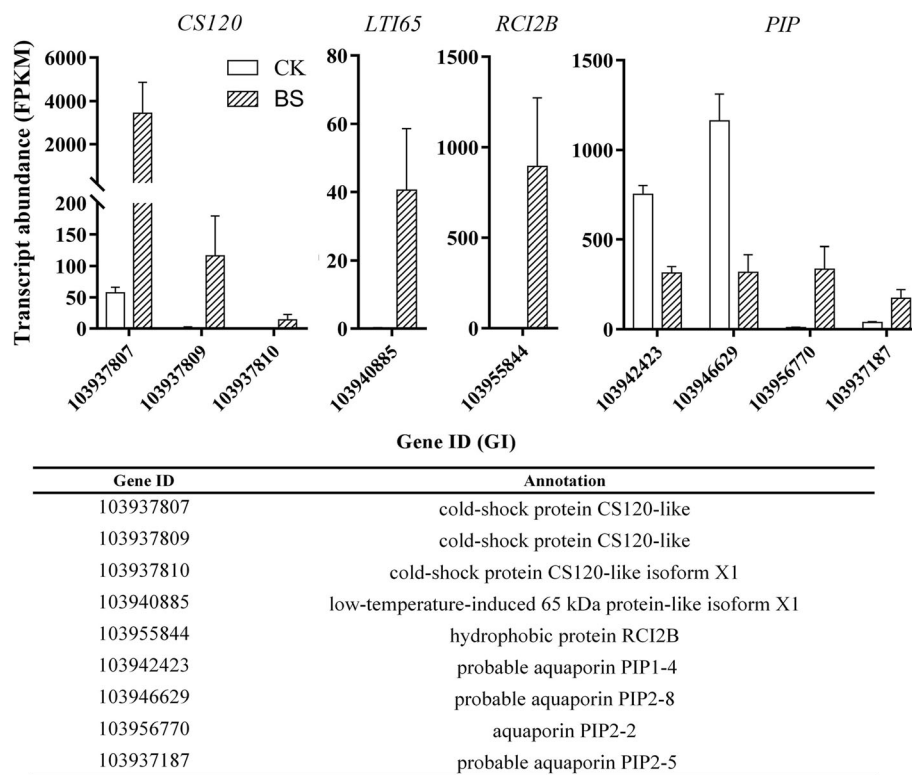 CS120
LTI65
RCI2B
PIP
Transcript abundance (FPKM)
6000
4000
2000
200
150
100
50
0
CK
BS
80
60
40
20
0
1500
1000
500
0
1500
1000
500
0
103937807
103937809
103937810
103940885
103955844
103942423
103946629
103956770
103937187
Gene ID (GI)
Gene ID Annotation
103937807 cold-shock protein CS120-like
103937809 cold-shock protein CS120-like
103937810 cold-shock protein CS120-like isoform X1
103940885 low-temperature-induced 65 kDa protein-like isoform X1
103955844 hydrophobic protein RCI2B
103942423 probable aquaporin PIP1-4
103946629 probable aquaporin PIP2-8
103956770 aquaporin PIP2-2
103937187 probable aquaporin PIP2-5